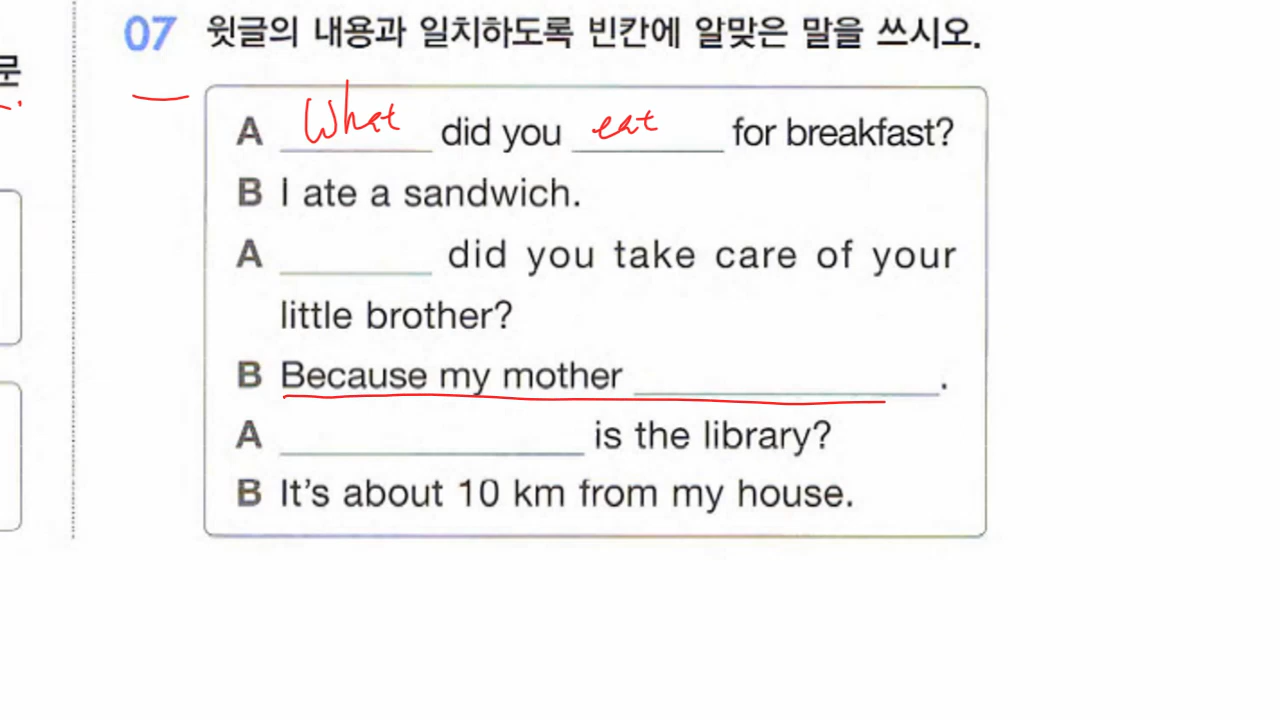 07 윗글의 내용과 일치하도록 빈칸에 알맞은 말을 쓰시오.
문
A What did you eat for breakfast?
B I ate a sandwich.
A did you take care of your
little brother?
B Because my mother .
A is the library?
B It's about 10 km from my house.